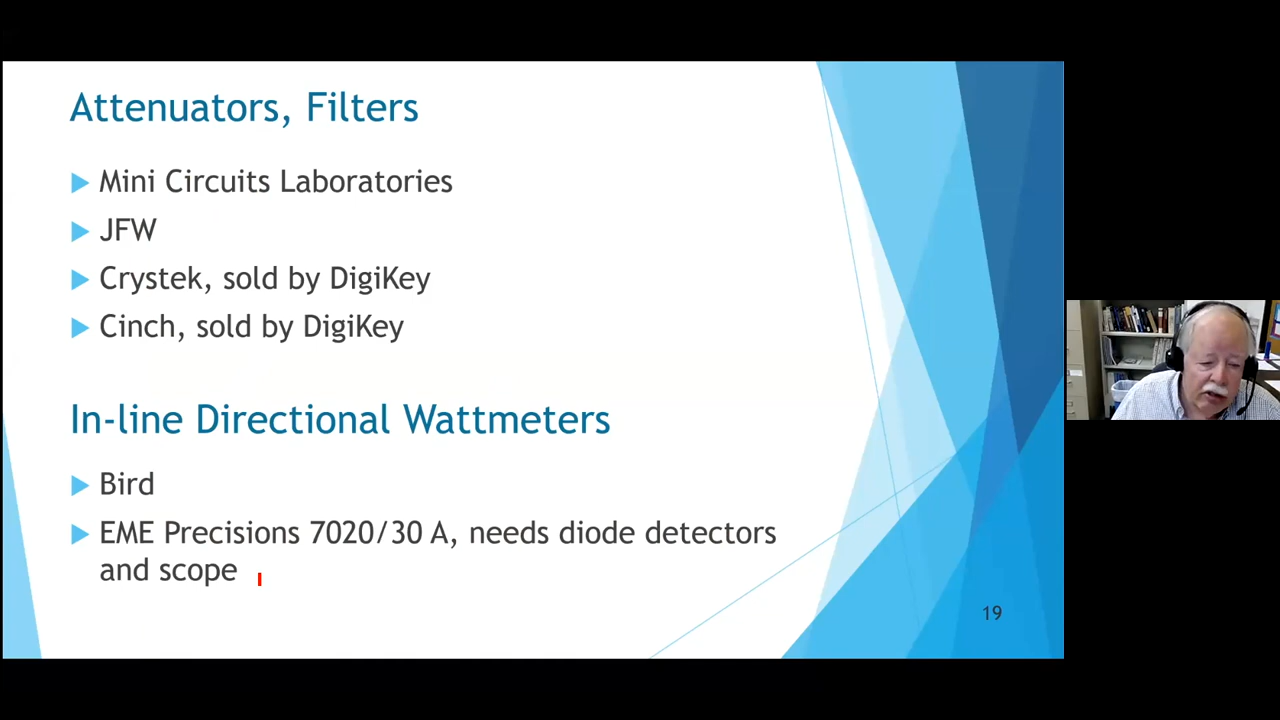 Attenuators, Filters
Mini Circuits Laboratories
JFW
Crystek, sold by DigiKey
Cinch, sold by DigiKey
In-line Directional Wattmeters
Bird
EME Precisions 7020/30 A, needs diode detectors
and scope
19